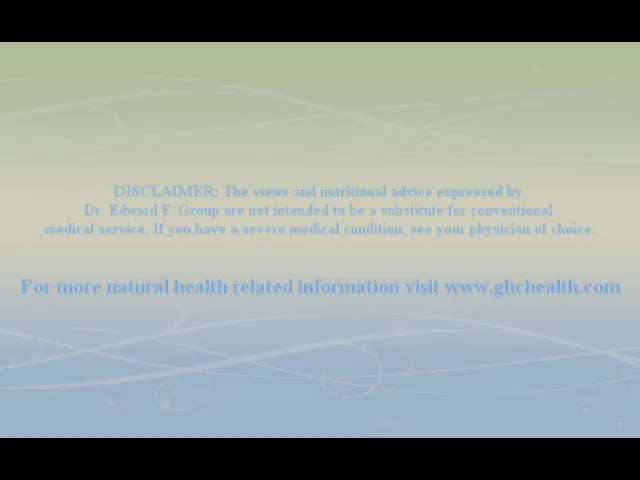 DISCLAIMER: The views and nutritional advice expressed by
Dr. Edward F. Group are not intended to be a substitute for conventional
medical service. If you have a severe medical condition, see your physician of choice.
For more natural health related information visit www.ghchealth.com